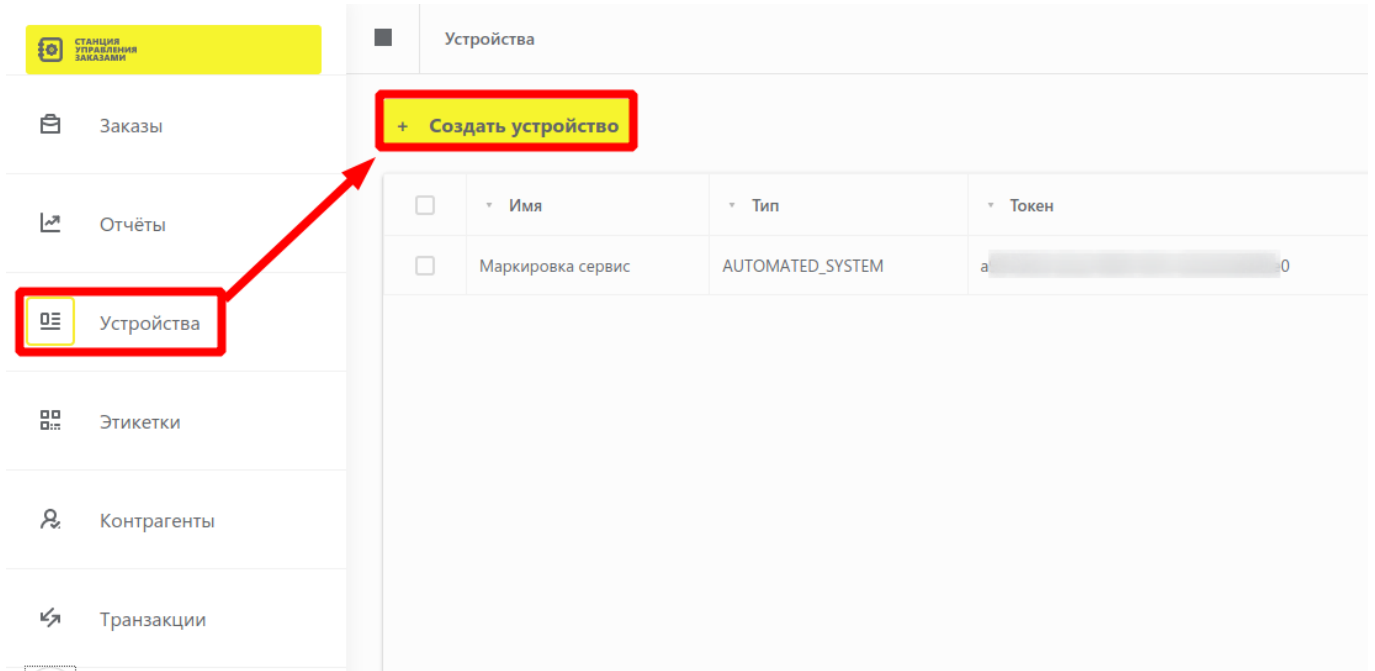 СТАНЦИЯ
УПРАВЛЕНИЯ
ЗАКАЗАМИ
Заказы
Отчёты
Устройства
Этикетки
Контрагенты
Транзакции
Устройства
+ Создать устройство
Имя Тип Токен
Маркировка сервис AUTOMATED_SYSTEM